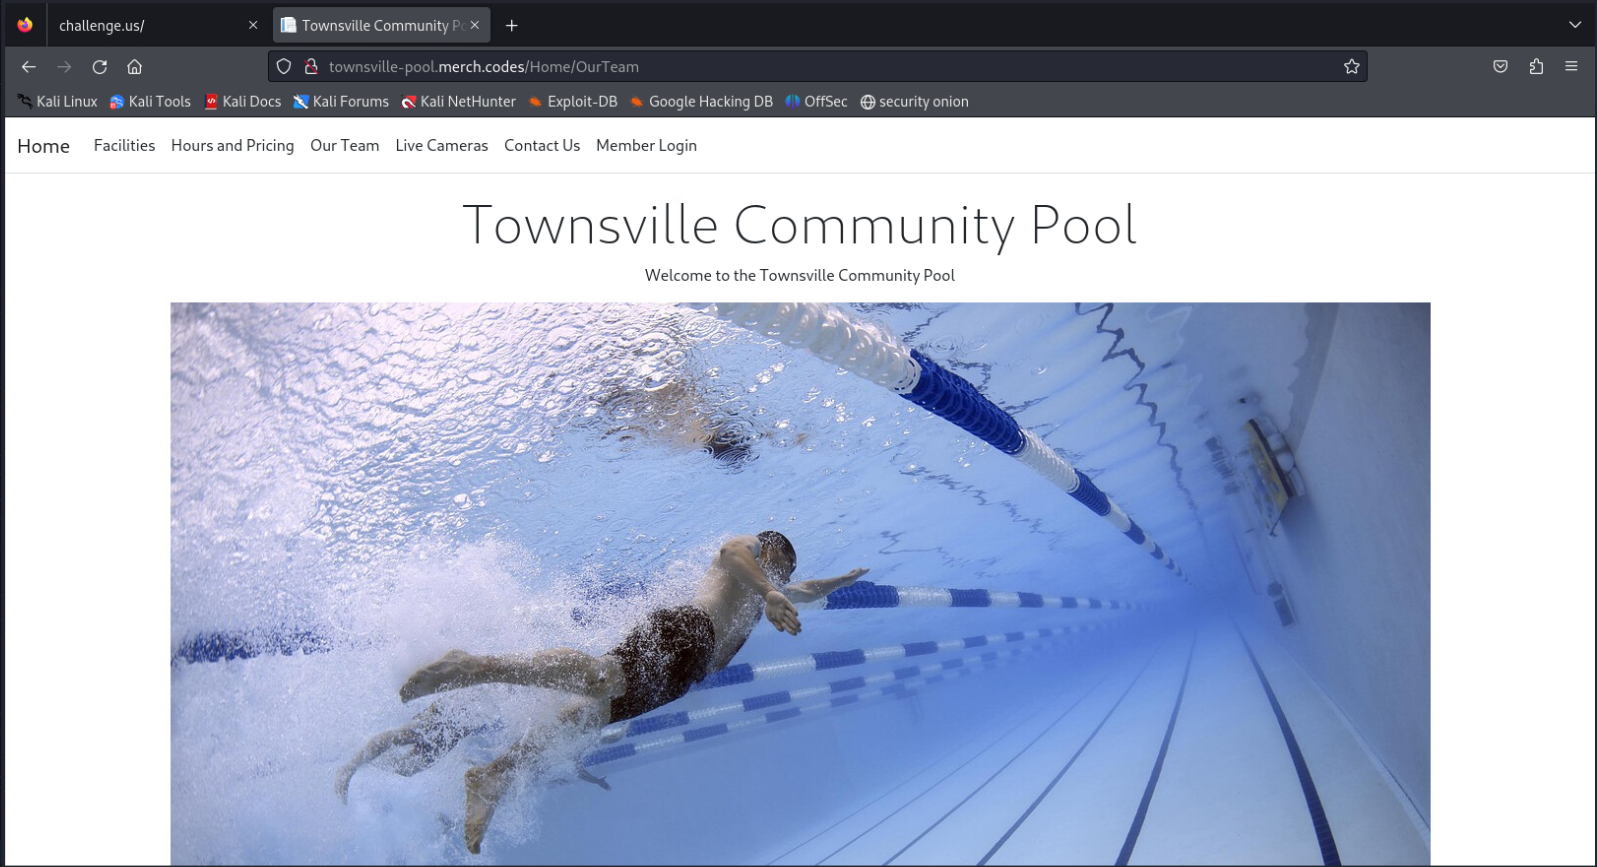 challenge.us/
Townsville Community Po
townsville-pool.merch.codes/Home/OurTeam
Kali Linux Kali Tools Kali Docs Kali Forums Kali NetHunter Exploit-DB Google Hacking DB OffSec security onion
Home Facilities Hours and Pricing Our Team Live Cameras Contact Us Member Login
Townsville Community Pool
Welcome to the Townsville Community Pool